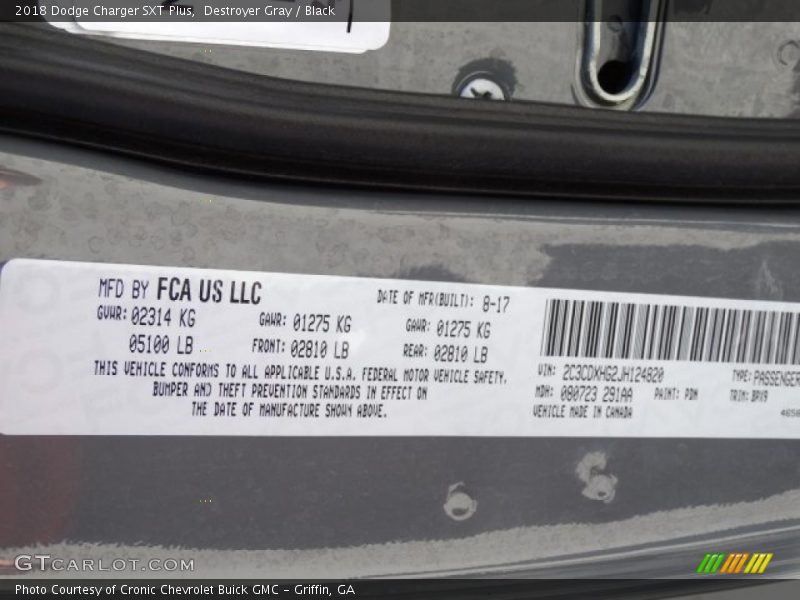 2018 Dodge Charger SXT Plus,  Destroyer Gray / Black
MFD BY FCA US LLC
DATE OF MFR(BUILT): 8-17
GVWR: 02314 KG
GAWR: 01275 KG
GAWR: 01275 KG
05100 LB
FRONT: 02810 LB
REAR: 02810 LB
THIS VEHICLE CONFORMS TO ALL APPLICABLE U.S.A. FEDERAL MOTOR VEHICLE SAFETY,
BUMPER AND THEFT PREVENTION STANDARDS IN EFFECT ON
THE DATE OF MANUFACTURE SHOWN ABOVE.
VIN: 2C3CDXHG2JH124820
TYPE: PASSENGER
MDH: 080723 291AA
PAINT: PDN
TRIM: BPX9
VEHICLE MADE IN CANADA
4658
GTCARLOT.COM
Photo Courtesy of Cronic Chevrolet Buick GMC – Griffin, GA